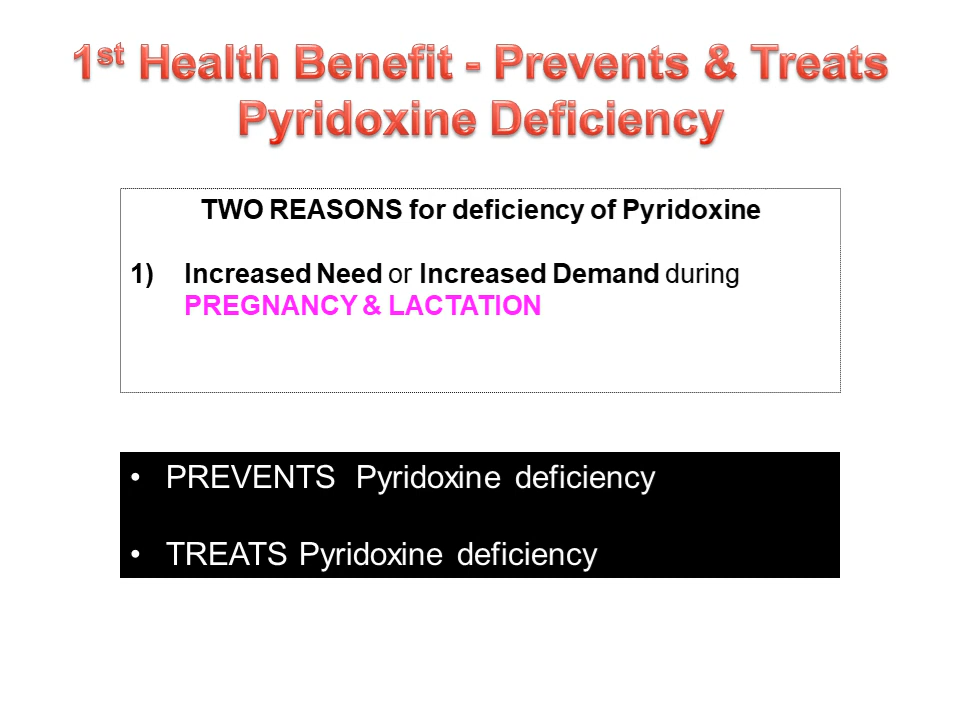 1st Health Benefit - Prevents & Treats
Pyridoxine Deficiency
TWO REASONS for deficiency of Pyridoxine
1) Increased Need or Increased Demand during
PREGNANCY & LACTATION
• PREVENTS Pyridoxine deficiency
• TREATS Pyridoxine deficiency